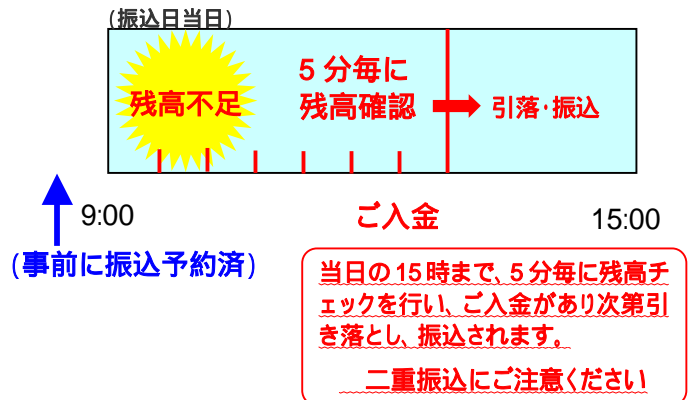 (振込日当日)
5分毎に
残高不足
残高確認
引落・振込
9:00
ご入金
15:00
(事前に振込予約済)
当日の15時まで、5分毎に残高チ
ェックを行い、ご入金があり次第引
き落とし、振込されます。
二重振込にご注意ください